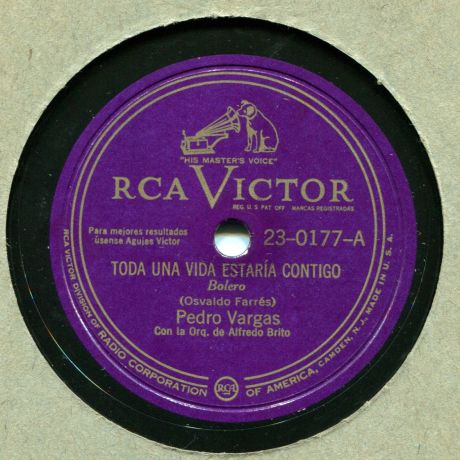 "HIS MASTER'S VOICE"
RCA VICTOR
REG. U. S. PAT. OFF. MARCAS REGISTRADAS
Para mejores resultados
úsense Agujas Victor
23-0177-A
TODA UNA VIDA ESTARÍA CONTIGO
Bolero
(Osvaldo Farrés)
Pedro Vargas
Con la Orq. de Alfredo Brito
RCA VICTOR DIVISION OF RADIO CORPORATION OF AMERICA, CAMDEN, N. J., MADE IN U. S. A.
RCA